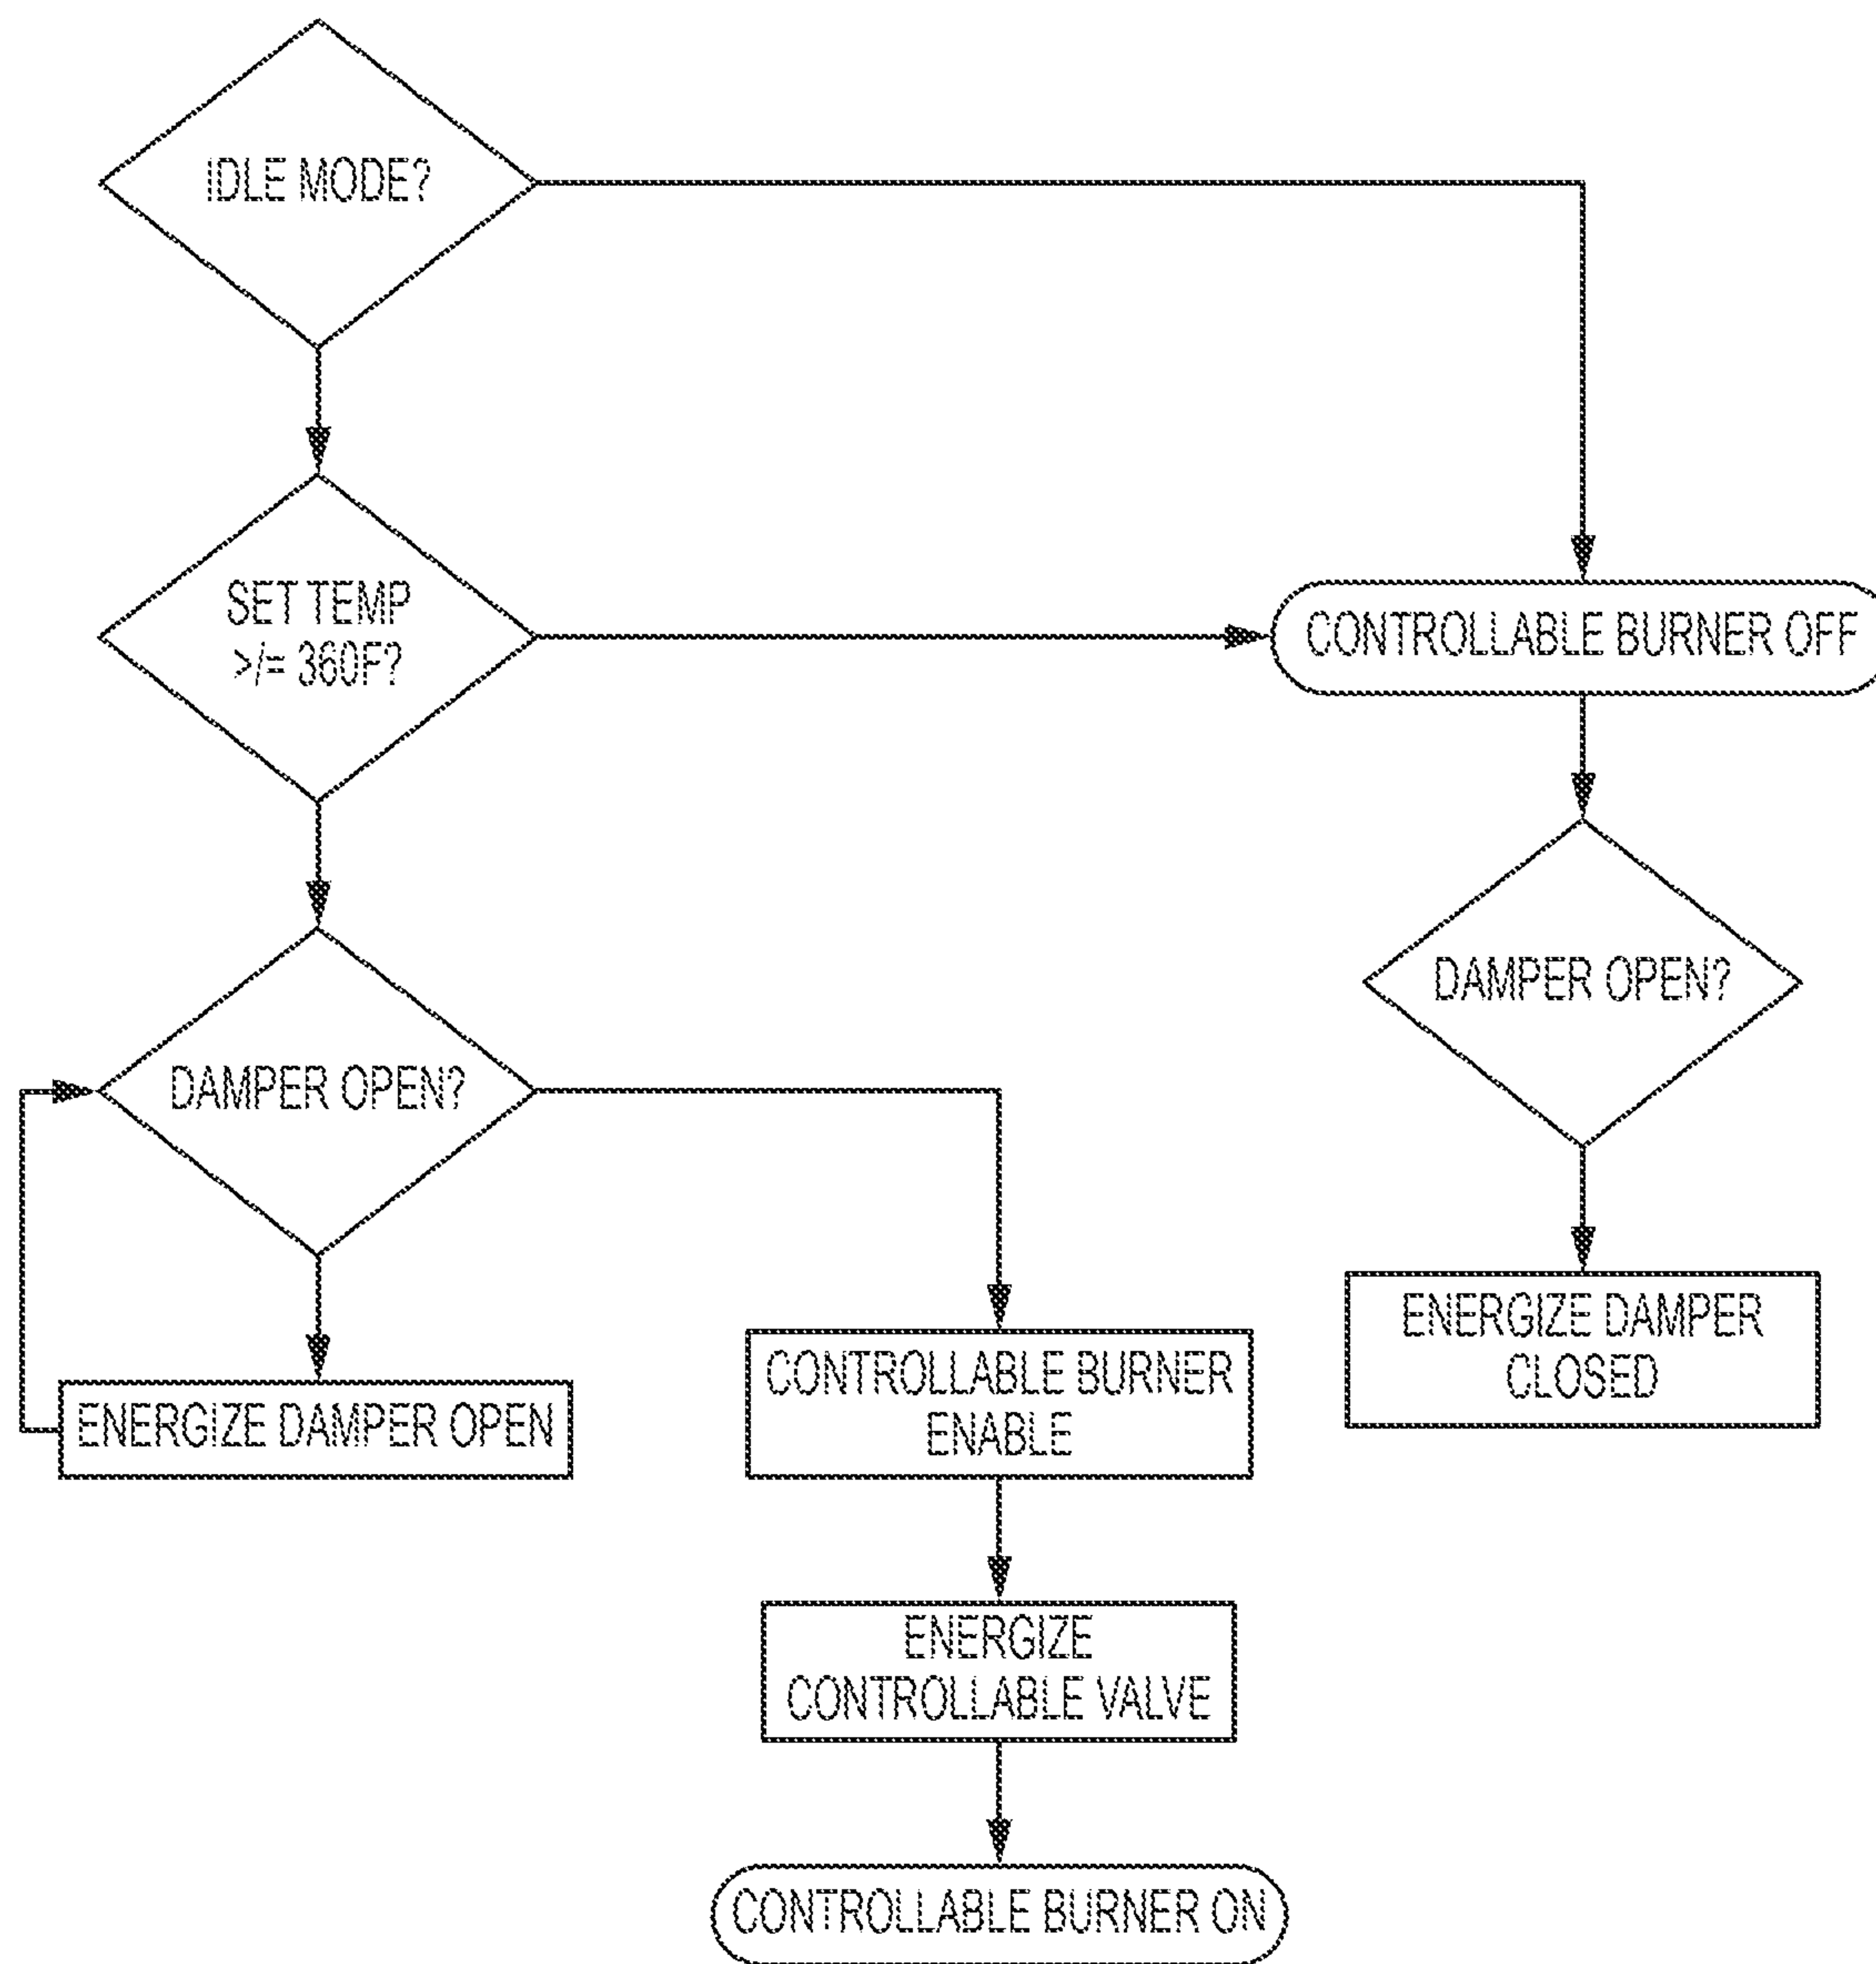 IDLE MODE?
SET TEMP
>/= 360F?
CONTROLLABLE BURNER OFF
DAMPER OPEN?
DAMPER OPEN?
ENERGIZE DAMPER
CLOSED
ENERGIZE DAMPER OPEN
CONTROLLABLE BURNER
ENABLE
ENERGIZE
CONTROLLABLE VALVE
CONTROLLABLE BURNER ON